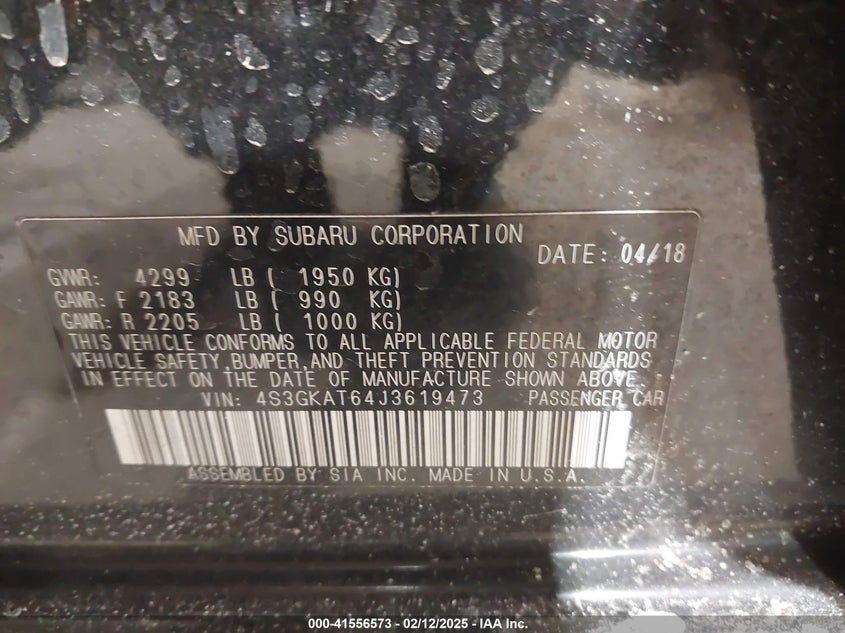 MFD BY SUBARU CORPORATION
DATE: 04/18
GVWR: 4299 LB ( 1950 KG)
GAWR: F 2183 LB ( 990 KG)
GAWR: R 2205 LB ( 1000 KG)
THIS VEHICLE CONFORMS TO ALL APPLICABLE FEDERAL MOTOR
VEHICLE SAFETY, BUMPER, AND THEFT PREVENTION STANDARDS
IN EFFECT ON THE DATE OF MANUFACTURE SHOWN ABOVE.
VIN: 4S3GKAT64J3619473 PASSENGER CAR
ASSEMBLED BY SIA INC. MADE IN U.S.A.
000-41556573 - 02/12/2025 - IAA Inc.